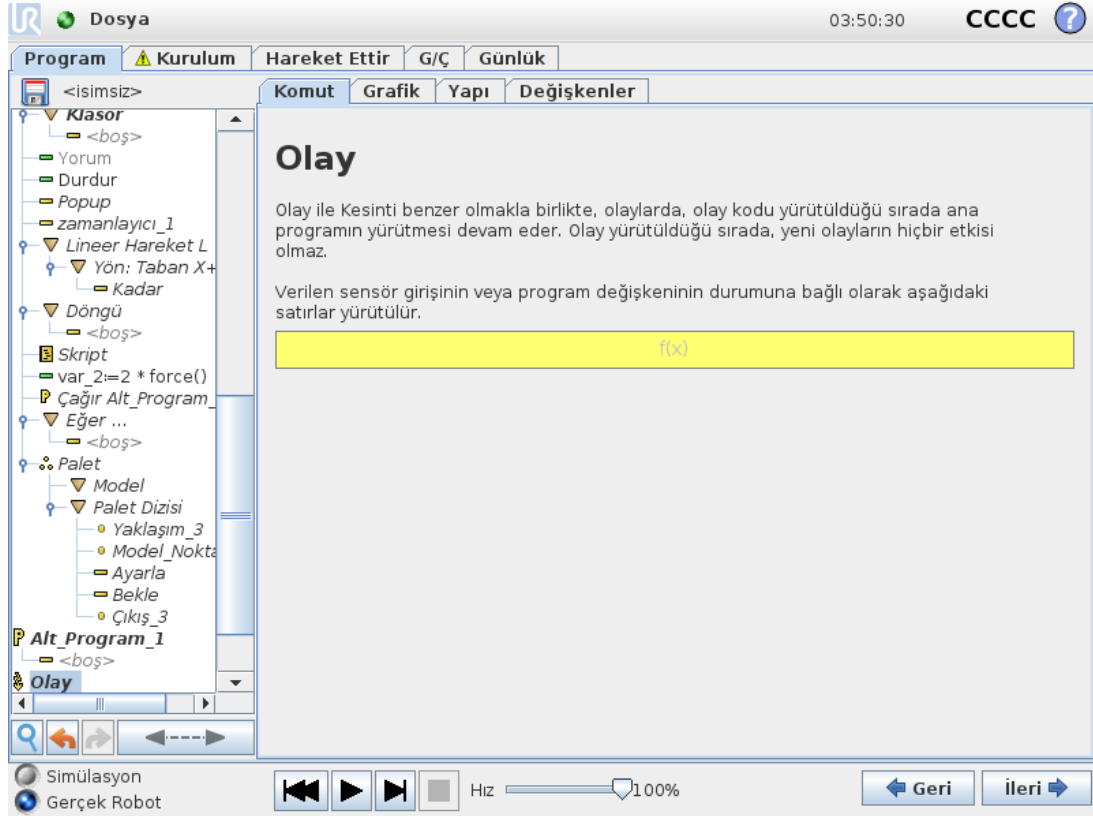 UR Dosya 03:50:30 CCCC ?
Program Kurulum Hareket Ettir G/Ç Günlük
<isimsiz> Komut Grafik Yapı Değişkenler
Klasör
<boş>
Yorum
Durdur
Popup
zamanlayıcı_1
Lineer Hareket L
Yön: Taban X+
Kadar
Döngü
<boş>
Skript
var_2≔2 * force()
Çağır Alt_Program_
Eğer ...
<boş>
Palet
Model
Palet Dizisi
Yaklaşım_3
Model_Nokta
Ayarla
Bekle
Çıkış_3
P Alt_Program_1
<boş>
Olay
Olay
Olay ile Kesinti benzer olmakla birlikte, olaylarda, olay kodu yürütüldüğü sırada ana
programın yürütmesi devam eder. Olay yürütüldüğü sırada, yeni olayların hiçbir etkisi
olmaz.
Verilen sensör girişinin veya program değişkeninin durumuna bağlı olarak aşağıdaki
satırlar yürütülür.
f(x)
Simülasyon
Gerçek Robot
Hız 100%
Geri İleri